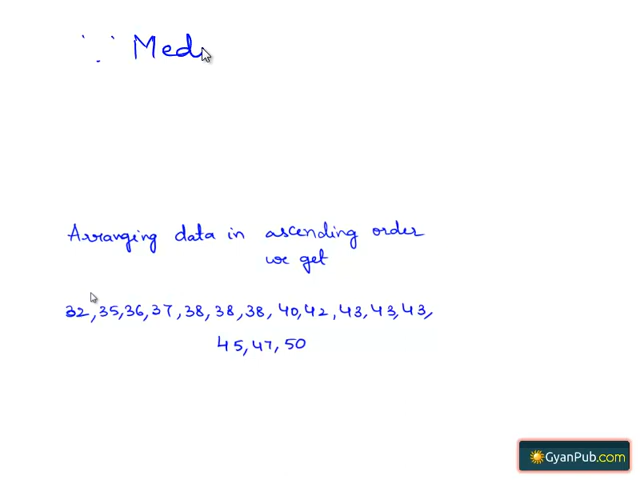 ∵ Medi
Arranging data in ascending order
we get
32, 35, 36, 37, 38, 38, 38, 40, 42, 43, 43, 43,
45, 47, 50
GyanPub.com